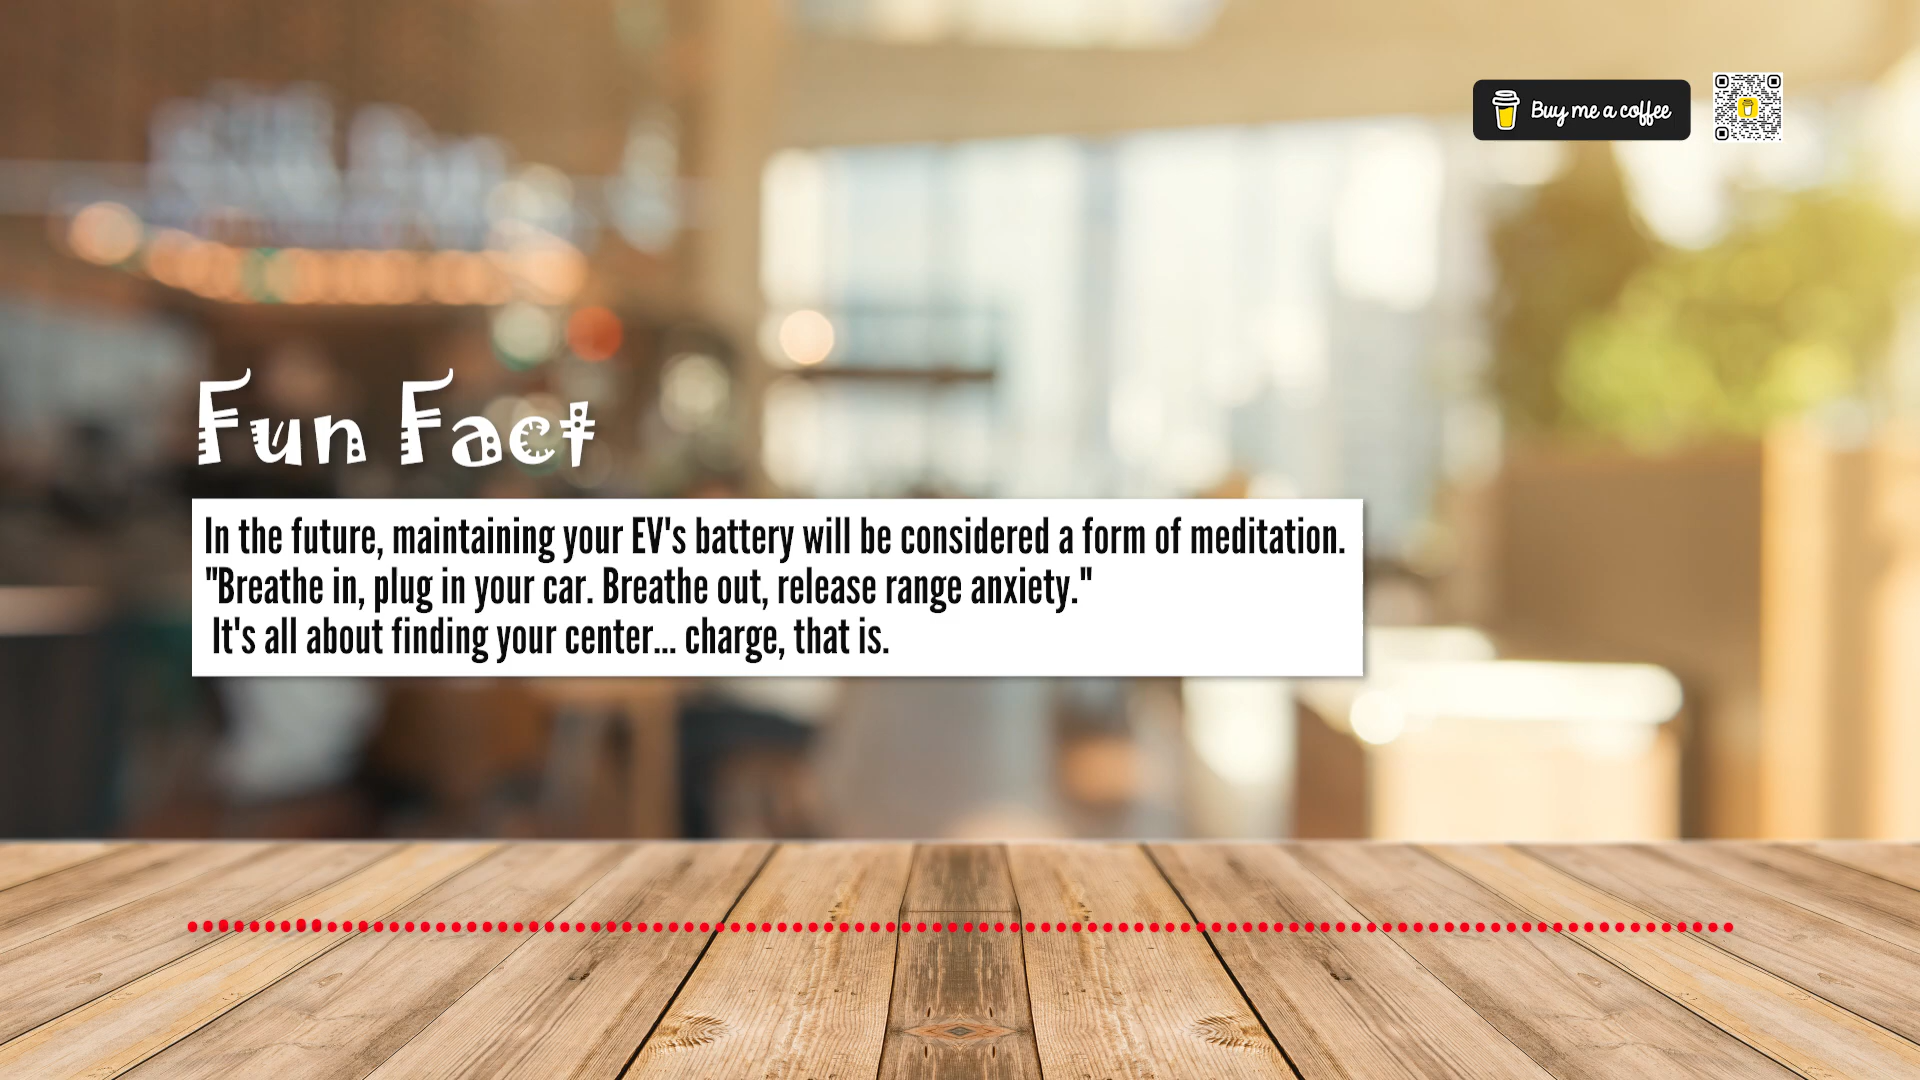 Buy me a coffee
Fun Fact
In the future, maintaining your EV's battery will be considered a form of meditation.
"Breathe in, plug in your car. Breathe out, release range anxiety."
It's all about finding your center... charge, that is.